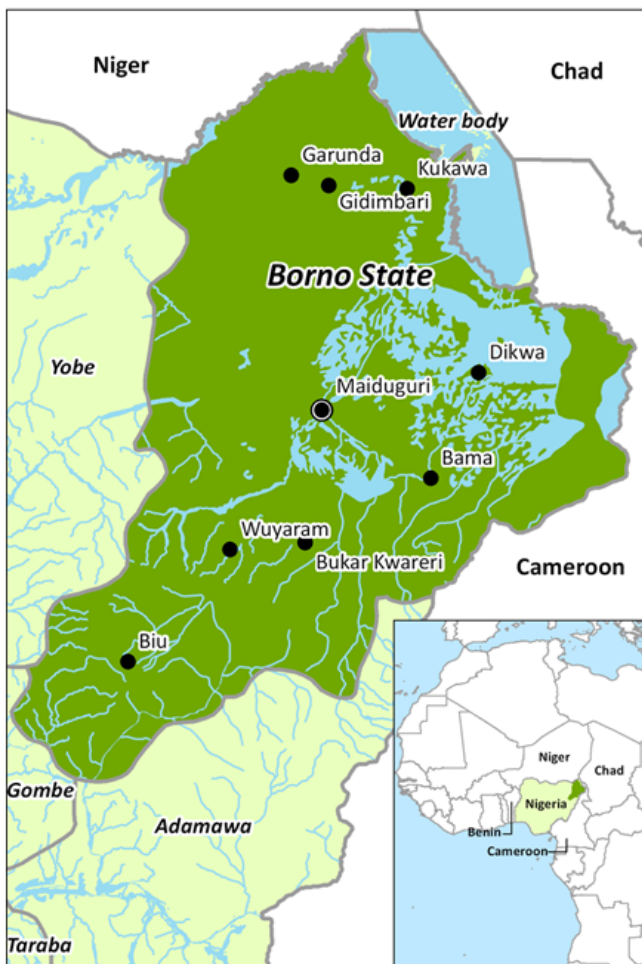 Niger
Chad
Water body
Garunda
Kukawa
Gidimbari
Borno State
Yobe
Dikwa
Maiduguri
Bama
Wuyaram
Bukar Kwareri
Cameroon
Biu
Gombe
Adamawa
Taraba
Niger
Chad
Nigeria
Benin
Cameroon